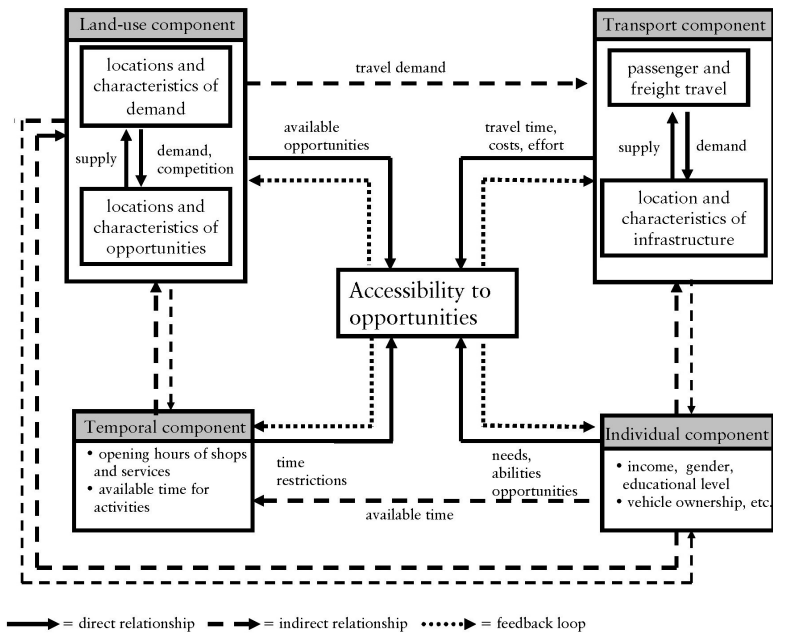 Land-use component
locations and
characteristics of
demand
supply
demand,
competition
locations and
characteristics of
opportunities
travel demand
Transport component
passenger and
freight travel
supply
demand
location and
characteristics of
infrastructure
available
opportunities
travel time,
costs, effort
Accessibility to
opportunities
Temporal component
• opening hours of shops
and services
• available time for
activities
time
restrictions
needs,
abilities
opportunities
available time
Individual component
• income, gender,
educational level
• vehicle ownership, etc.
= direct relationship
= indirect relationship
= feedback loop